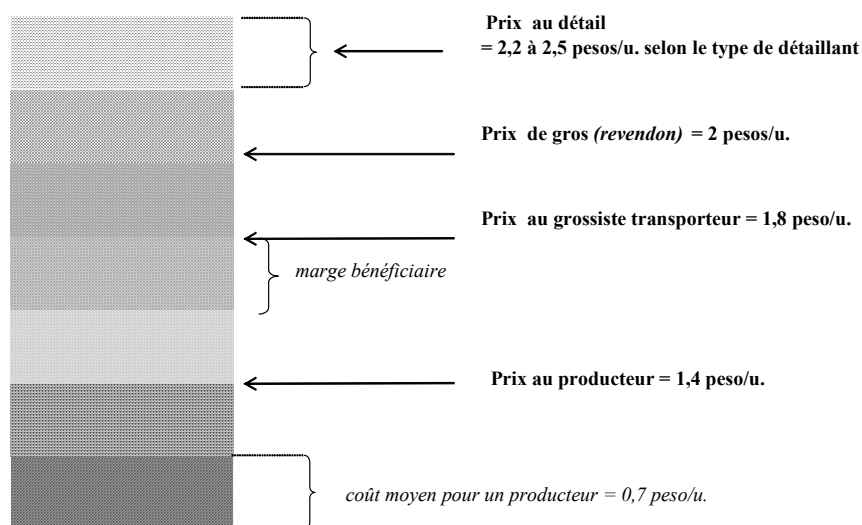 Prix au détail
= 2,2 à 2,5 pesos/u. selon le type de détaillant
Prix de gros (revendon) = 2 pesos/u.
Prix au grossiste transporteur = 1,8 peso/u.
marge bénéficiaire
Prix au producteur = 1,4 peso/u.
coût moyen pour un producteur = 0,7 peso/u.